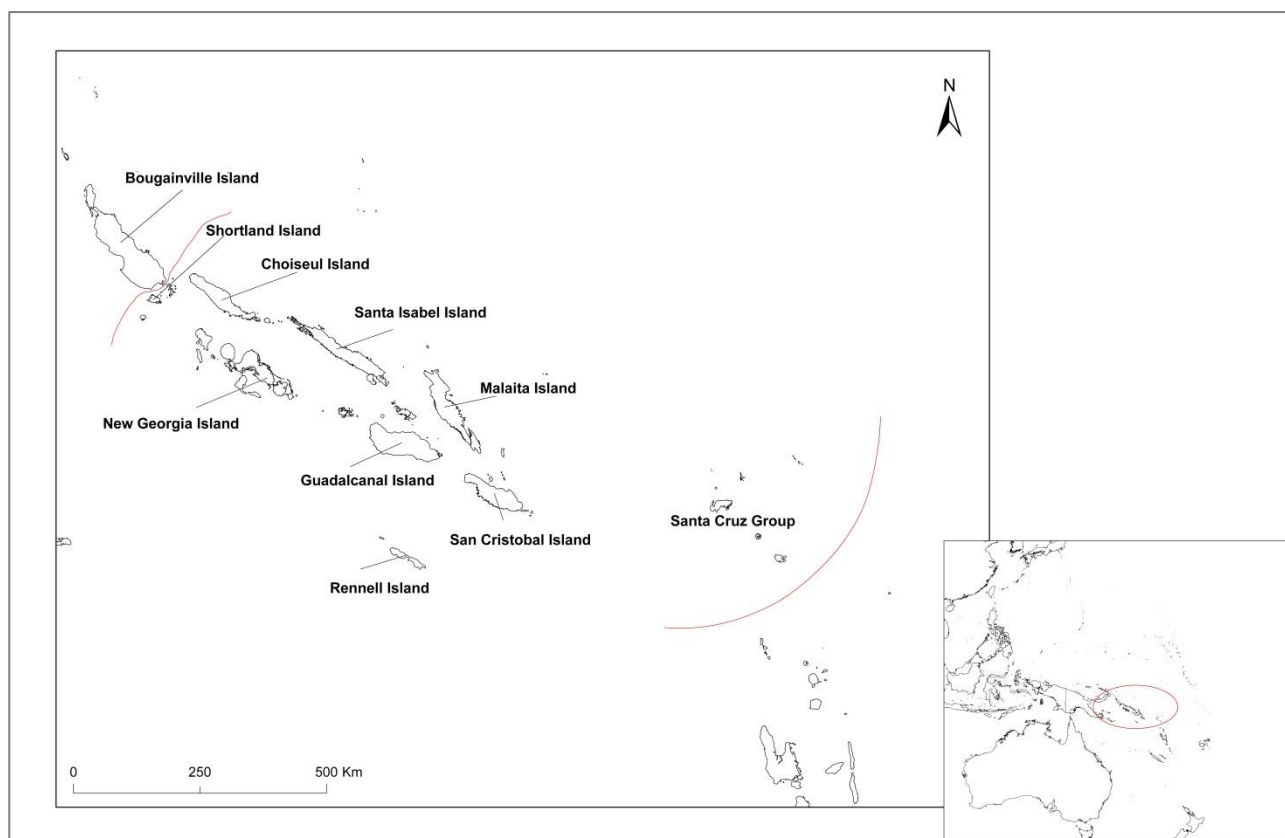 N
Bougainville Island
Shortland Island
Choiseul Island
Santa Isabel Island
Malaita Island
New Georgia Island
Guadalcanal Island
Santa Cruz Group
San Cristobal Island
Rennell Island
0 250 500 Km